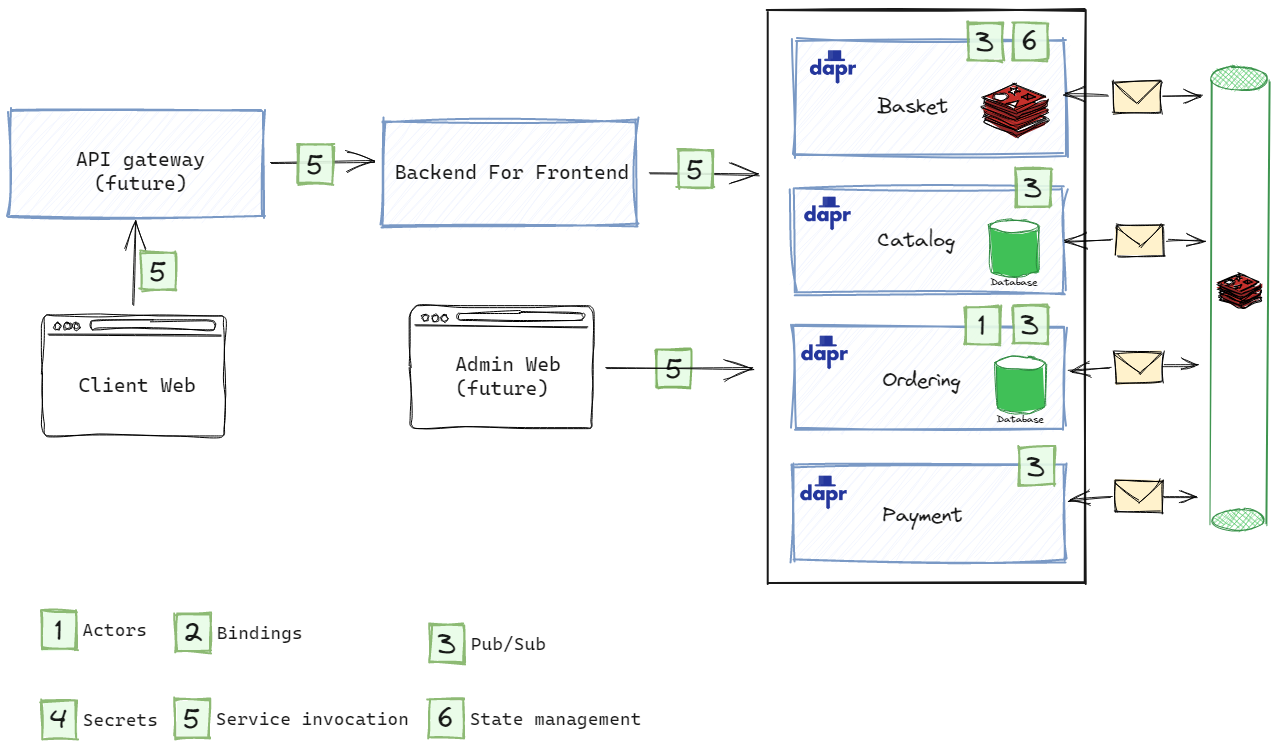 3 6
dapr
Basket
API gateway
(future)
5
Backend For Frontend
5
3
dapr
Catalog
Database
5
Client Web
Admin Web
(future)
5
1 3
dapr
Ordering
Database
3
dapr
Payment
1 Actors
2 Bindings
3 Pub/Sub
4 Secrets
5 Service invocation
6 State management